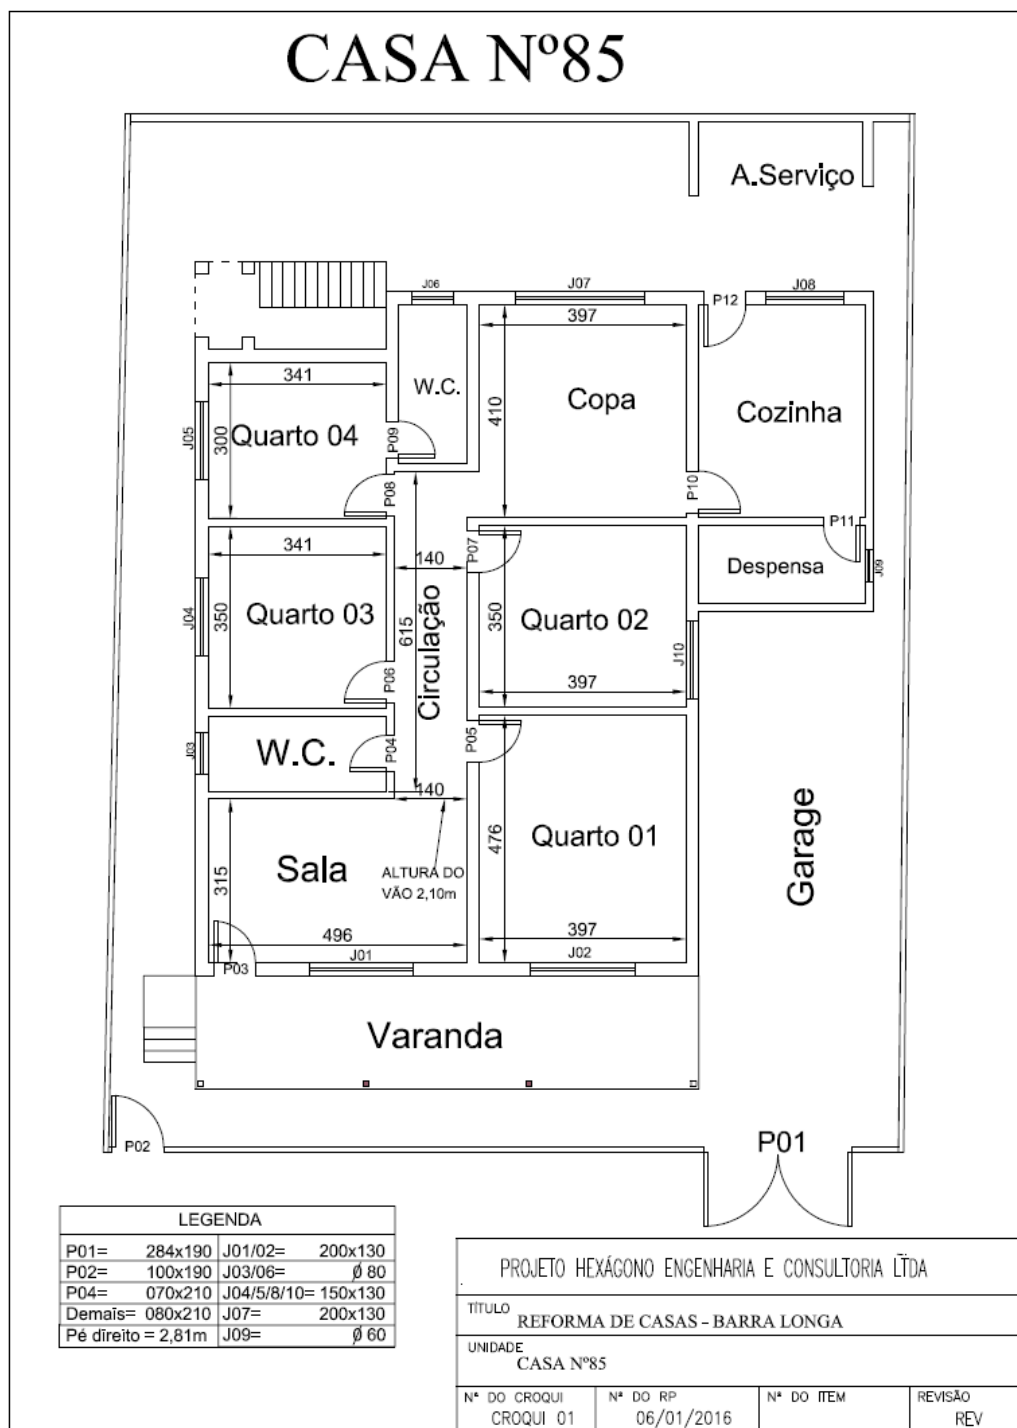 CASA Nº85
A.Serviço
J06
J07
P12
J08
397
341
W.C.
Copa
410
Cozinha
J05
300
Quarto 04
P09
P08
P10
P11
341
140
P07
Despensa
J09
J04
350
Quarto 03
615
Circulação
350
Quarto 02
J10
P06
397
J03
W.C.
P04
P05
140
476
Quarto 01
Garage
315
Sala
ALTURA DO
VÃO 2,10m
496
397
P03
J01
J02
Varanda
P02
P01
LEGENDA
P01= 284x190 J01/02= 200x130
P02= 100x190 J03/06= Ø 80
P04= 070x210 J04/5/8/10= 150x130
Demais= 080x210 J07= 200x130
Pé direito = 2,81m J09= Ø 60
PROJETO HEXÁGONO ENGENHARIA E CONSULTORIA LTDA
TÍTULO
REFORMA DE CASAS - BARRA LONGA
UNIDADE
CASA Nº85
Nº DO CROQUI Nº DO RP Nº DO ITEM REVISÃO
CROQUI 01 06/01/2016 REV